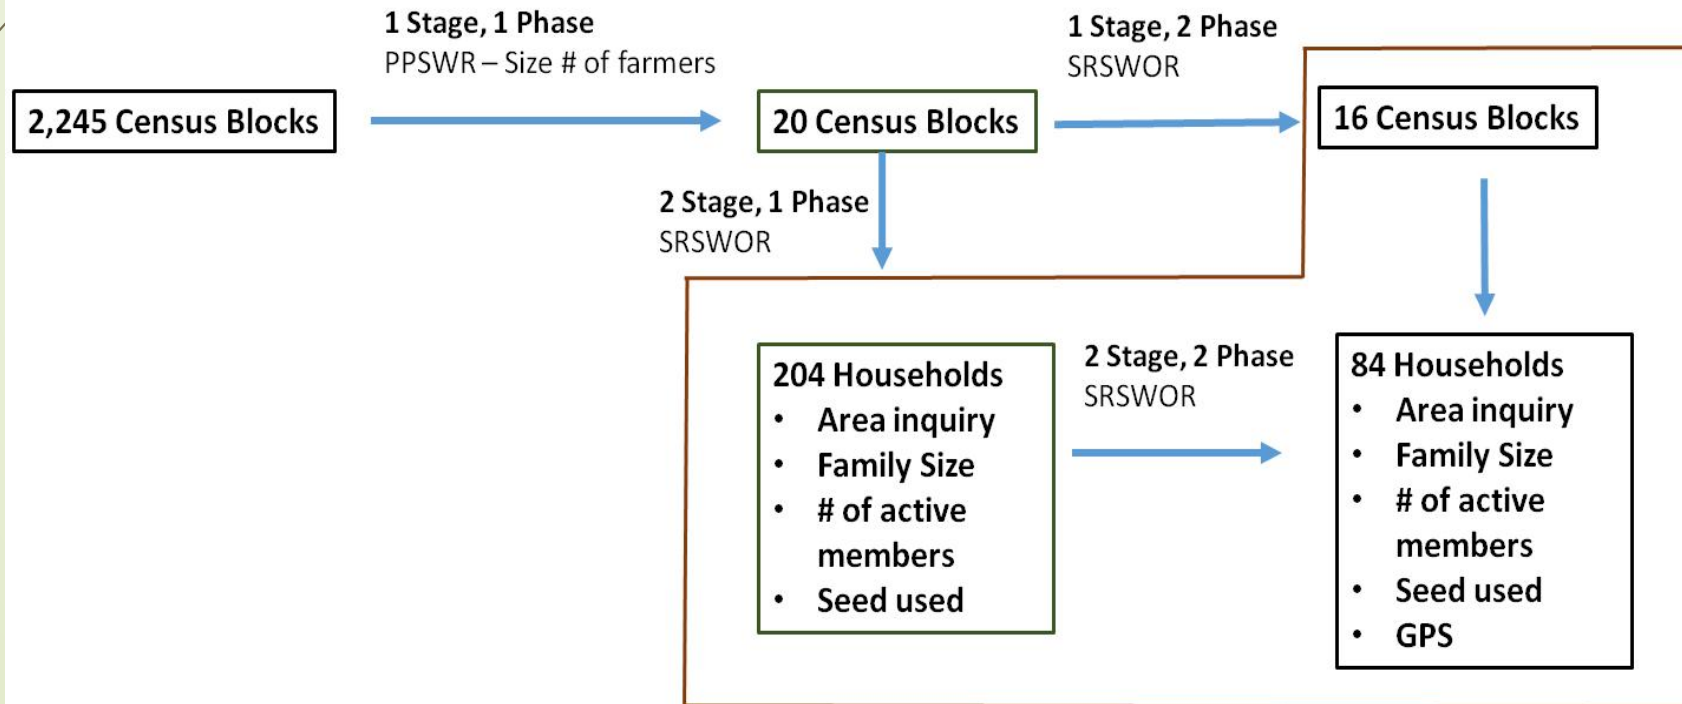 1 Stage, 1 Phase
PPSWR – Size # of farmers
1 Stage, 2 Phase
SRSWOR
2,245 Census Blocks
20 Census Blocks
16 Census Blocks
2 Stage, 1 Phase
SRSWOR
204 Households
• Area inquiry
• Family Size
• # of active
members
• Seed used
2 Stage, 2 Phase
SRSWOR
84 Households
• Area inquiry
• Family Size
• # of active
members
• Seed used
• GPS